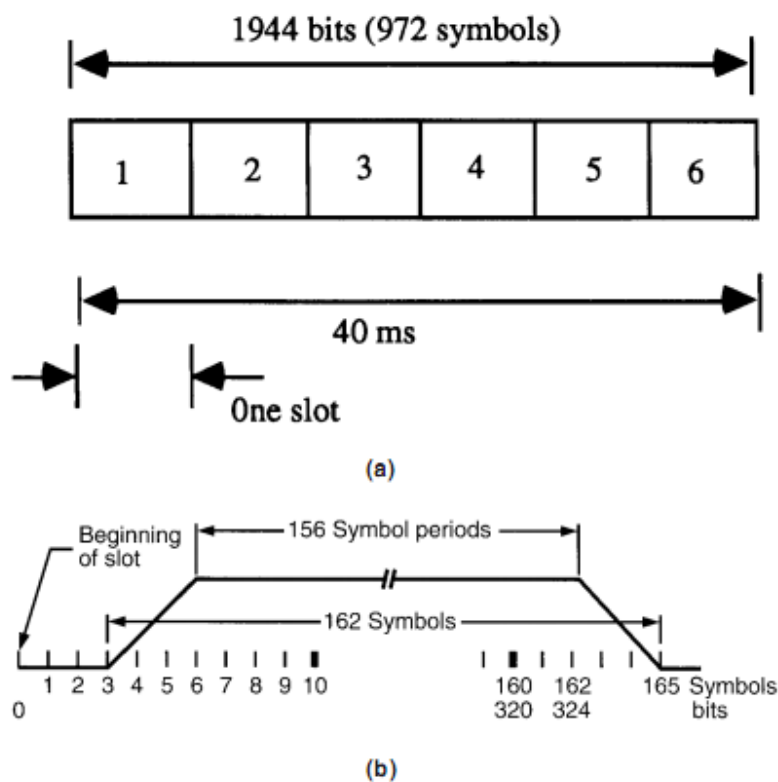 1944 bits (972 symbols)
1 2 3 4 5 6
40 ms
One slot
(a)
Beginning
of slot
156 Symbol periods
162 Symbols
1 2 3 4 5 6 7 8 9 10 160 162 165 Symbols
0 320 324 bits
(b)